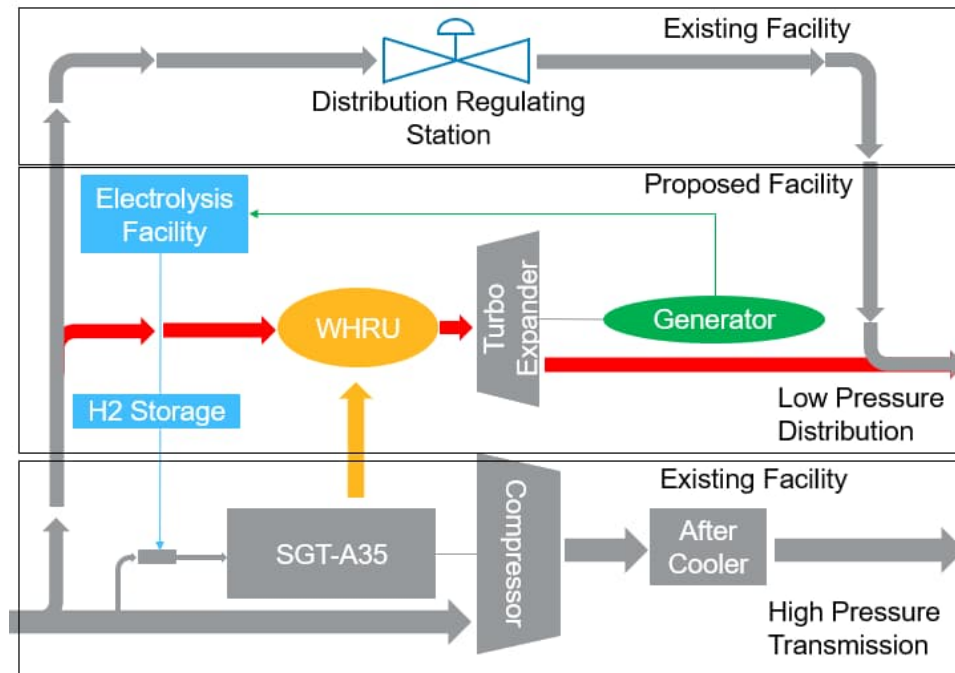 Existing Facility
Distribution Regulating
Station
Proposed Facility
Electrolysis
Facility
WHRU
Turbo
Expander
Generator
H2 Storage
Low Pressure
Distribution
Existing Facility
SGT-A35
Compressor
After
Cooler
High Pressure
Transmission